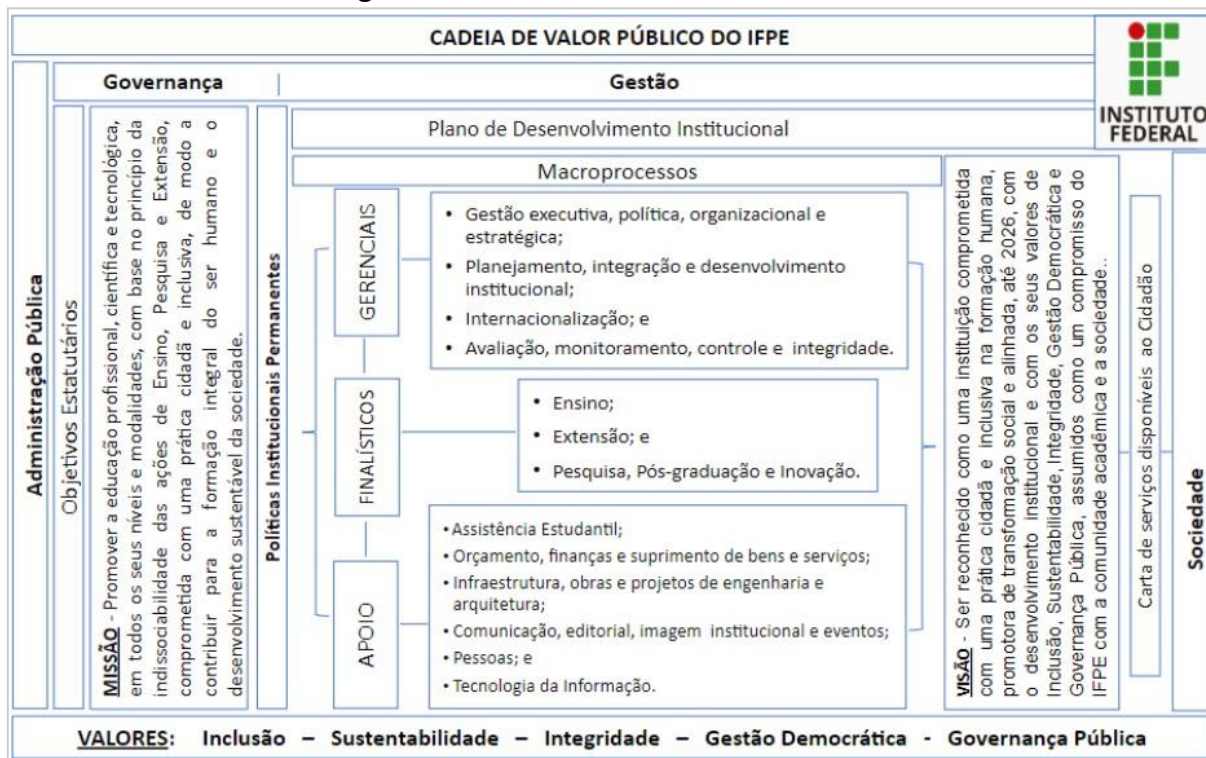 CADEIA DE VALOR PÚBLICO DO IFPE
INSTITUTO
FEDERAL
Governança | Gestão
Administração Pública
Objetivos Estatutários
MISSÃO - Promover a educação profissional, científica e tecnológica,
em todos os seus níveis e modalidades, com base no princípio da
indissociabilidade das ações de Ensino, Pesquisa e Extensão,
comprometida com uma prática cidadã e inclusiva, de modo a
contribuir para a formação integral do ser humano e o
desenvolvimento sustentável da sociedade.
Políticas Institucionais Permanentes
Plano de Desenvolvimento Institucional
Macroprocessos
GERENCIAIS
• Gestão executiva, política, organizacional e
estratégica;
• Planejamento, integração e desenvolvimento
institucional;
• Internacionalização; e
• Avaliação, monitoramento, controle e integridade.
FINALÍSTICOS
• Ensino;
• Extensão; e
• Pesquisa, Pós-graduação e Inovação.
APOIO
• Assistência Estudantil;
• Orçamento, finanças e suprimento de bens e serviços;
• Infraestrutura, obras e projetos de engenharia e
arquitetura;
• Comunicação, editorial, imagem institucional e eventos;
• Pessoas; e
• Tecnologia da Informação.
VISÃO - Ser reconhecido como uma instituição comprometida
com uma prática cidadã e inclusiva na formação humana,
promotora de transformação social e alinhada, até 2026, com
o desenvolvimento institucional e com os seus valores de
Inclusão, Sustentabilidade, Integridade, Gestão Democrática e
Governança Pública, assumidos como um compromisso do
IFPE com a comunidade acadêmica e a sociedade..
Carta de serviços disponíveis ao Cidadão
Sociedade
VALORES: Inclusão – Sustentabilidade – Integridade – Gestão Democrática - Governança Pública